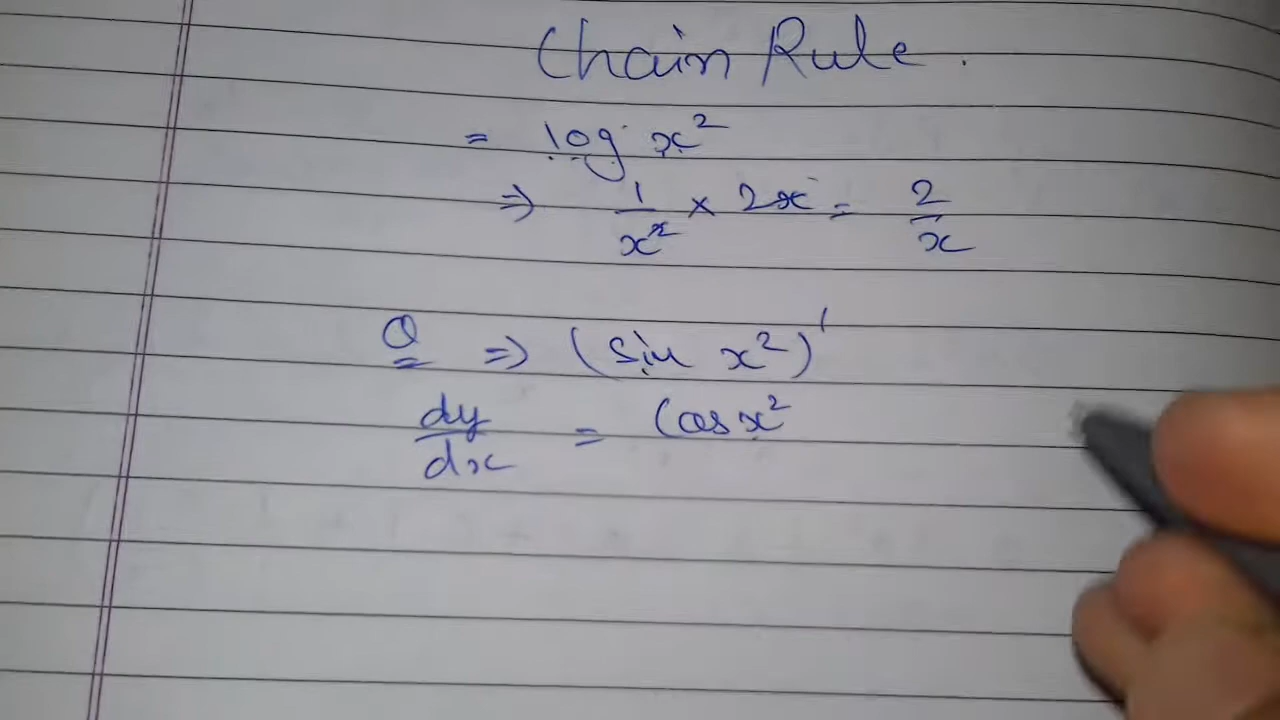 Chain Rule.
= log x²
⇒ 1/x² × 2x = 2/x
Q ⇒ (sin x²)'
dy/dx = cos x²